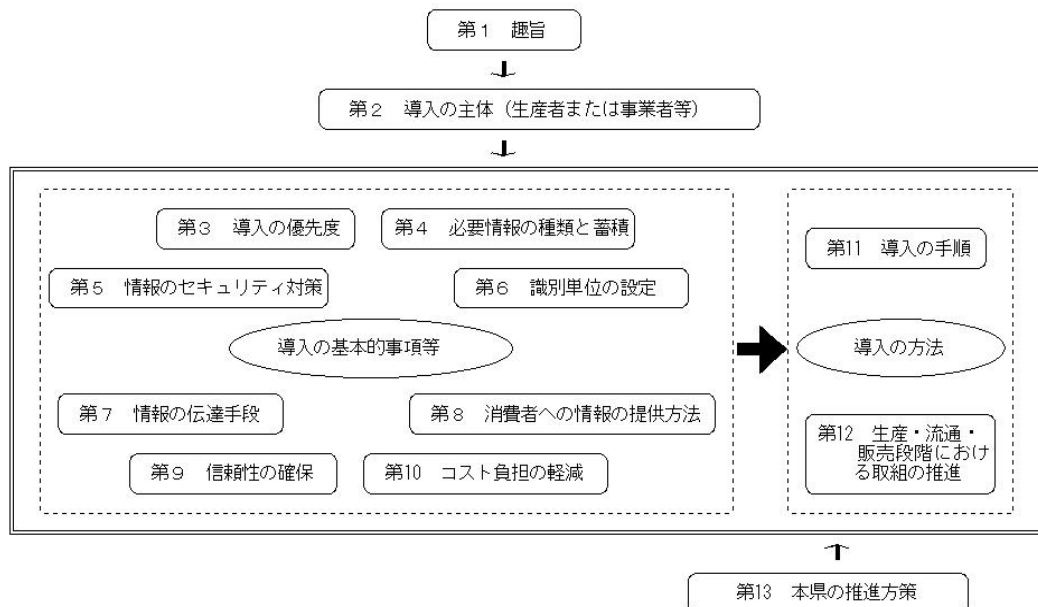 第１　趣旨
第２　導入の主体（生産者または事業者等）
第３　導入の優先度
第４　必要情報の種類と蓄積
第５　情報のセキュリティ対策
第６　識別単位の設定
導入の基本的事項等
第７　情報の伝達手段
第８　消費者への情報の提供方法
第９　信頼性の確保
第10　コスト負担の軽減
第11　導入の手順
導入の方法
第12　生産・流通・
販売段階におけ
る取組の推進
第13　本県の推進方策